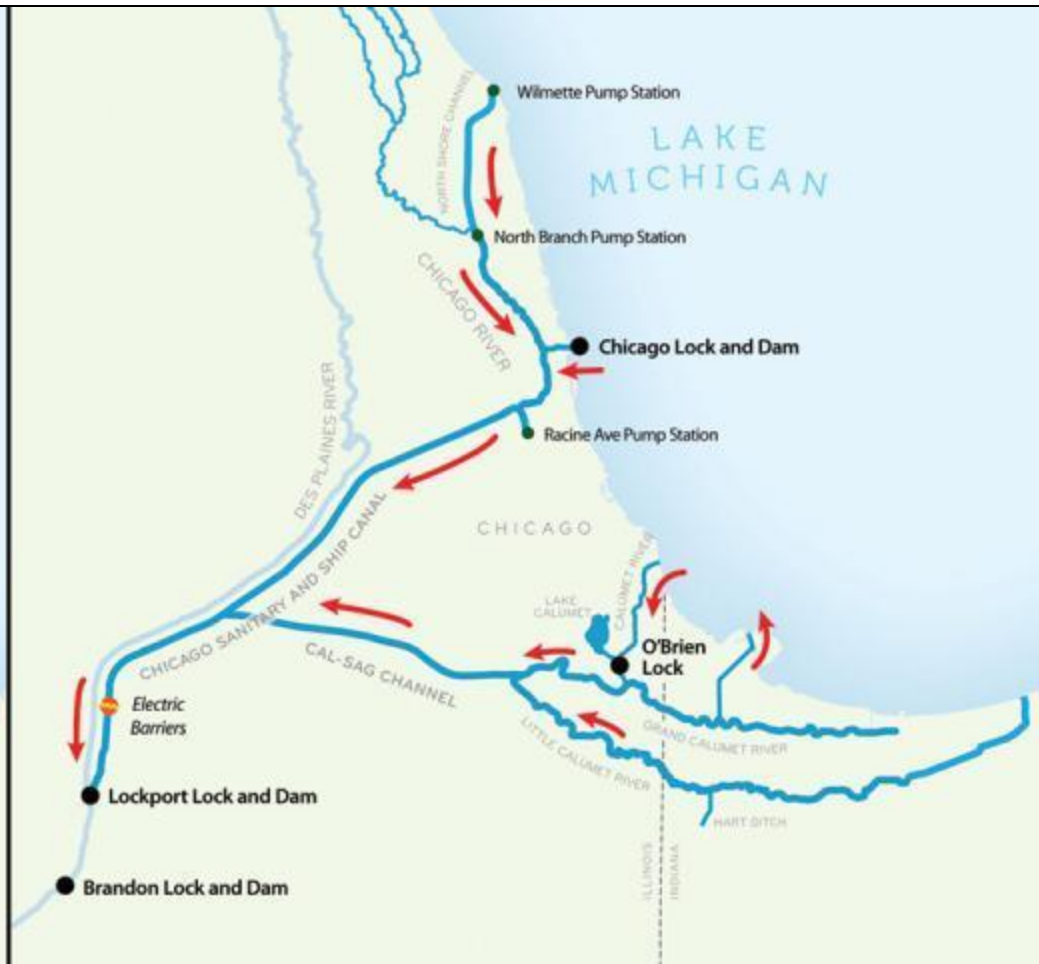 NORTH SHORE CHANNEL
Wilmette Pump Station
LAKE
MICHIGAN
North Branch Pump Station
CHICAGO RIVER
Chicago Lock and Dam
DES PLAINES RIVER
Racine Ave Pump Station
CHICAGO SANITARY AND SHIP CANAL
CHICAGO
CALUMET RIVER
LAKE
CALUMET
O'Brien
Lock
CAL-SAG CHANNEL
Electric
Barriers
GRAND CALUMET RIVER
LITTLE CALUMET RIVER
Lockport Lock and Dam
HART DITCH
ILLINOIS
INDIANA
Brandon Lock and Dam